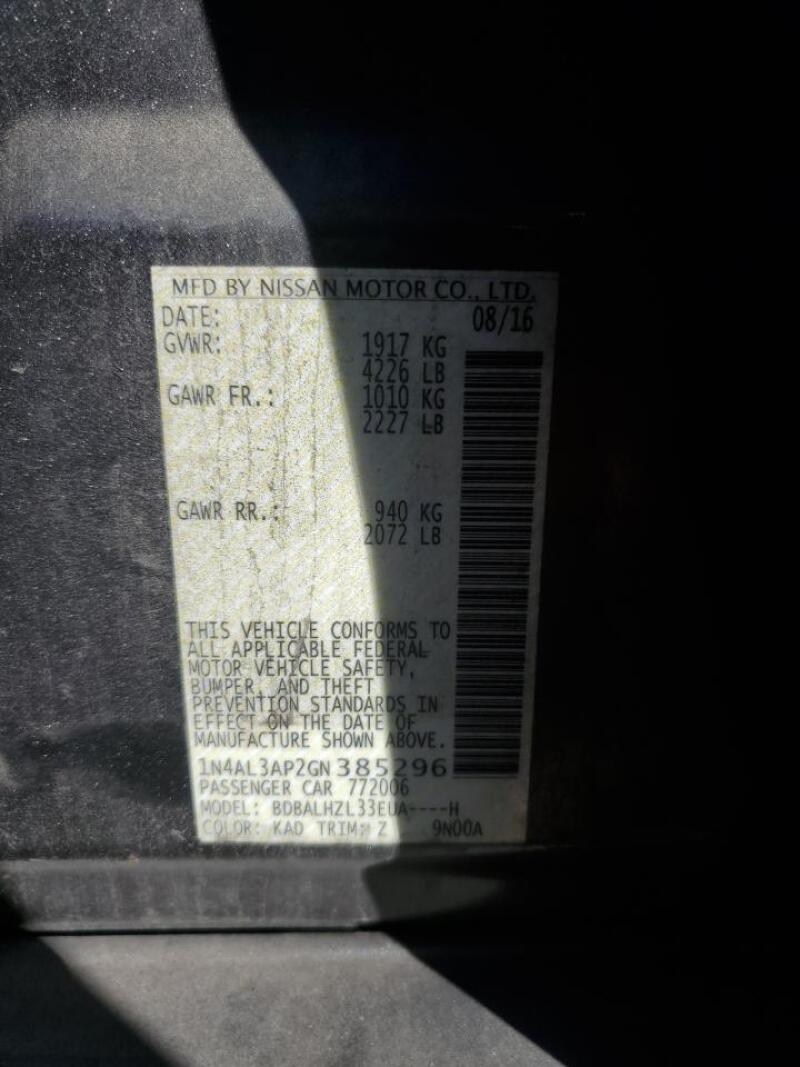 MFD BY NISSAN MOTOR CO., LTD.
DATE: 08/16
GVWR: 1917 KG
4226 LB
GAWR FR.: 1010 KG
2227 LB
GAWR RR.: 940 KG
2072 LB
THIS VEHICLE CONFORMS TO
ALL APPLICABLE FEDERAL
MOTOR VEHICLE SAFETY,
BUMPER, AND THEFT
PREVENTION STANDARDS IN
EFFECT ON THE DATE OF
MANUFACTURE SHOWN ABOVE.
1N4AL3AP2GN385296
PASSENGER CAR 772006
MODEL: BDBALHZL33EUA----H
COLOR: KAD TRIM: Z 9N00A